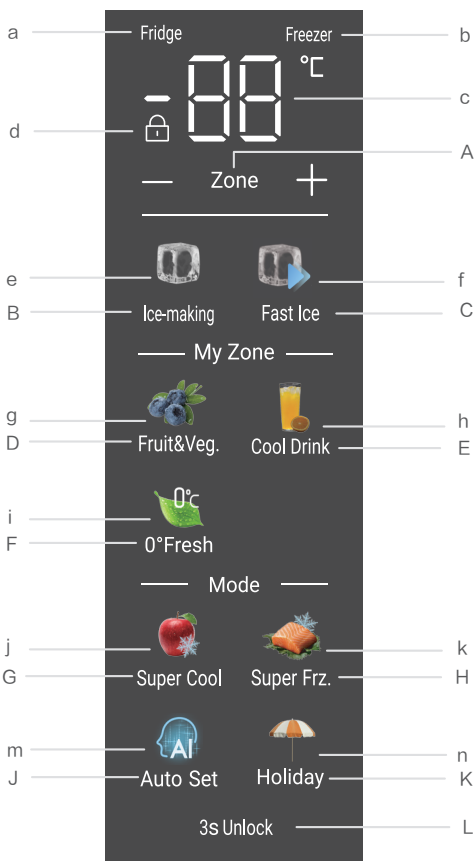 a Fridge Freezer b
-88 °C c
d
A
— Zone +
e f
B Ice-making Fast Ice C
My Zone
g h
D Fruit&Veg. Cool Drink E
0℃
i
F 0°Fresh
Mode
j k
G Super Cool Super Frz. H
AI
m n
J Auto Set Holiday K
3s Unlock L